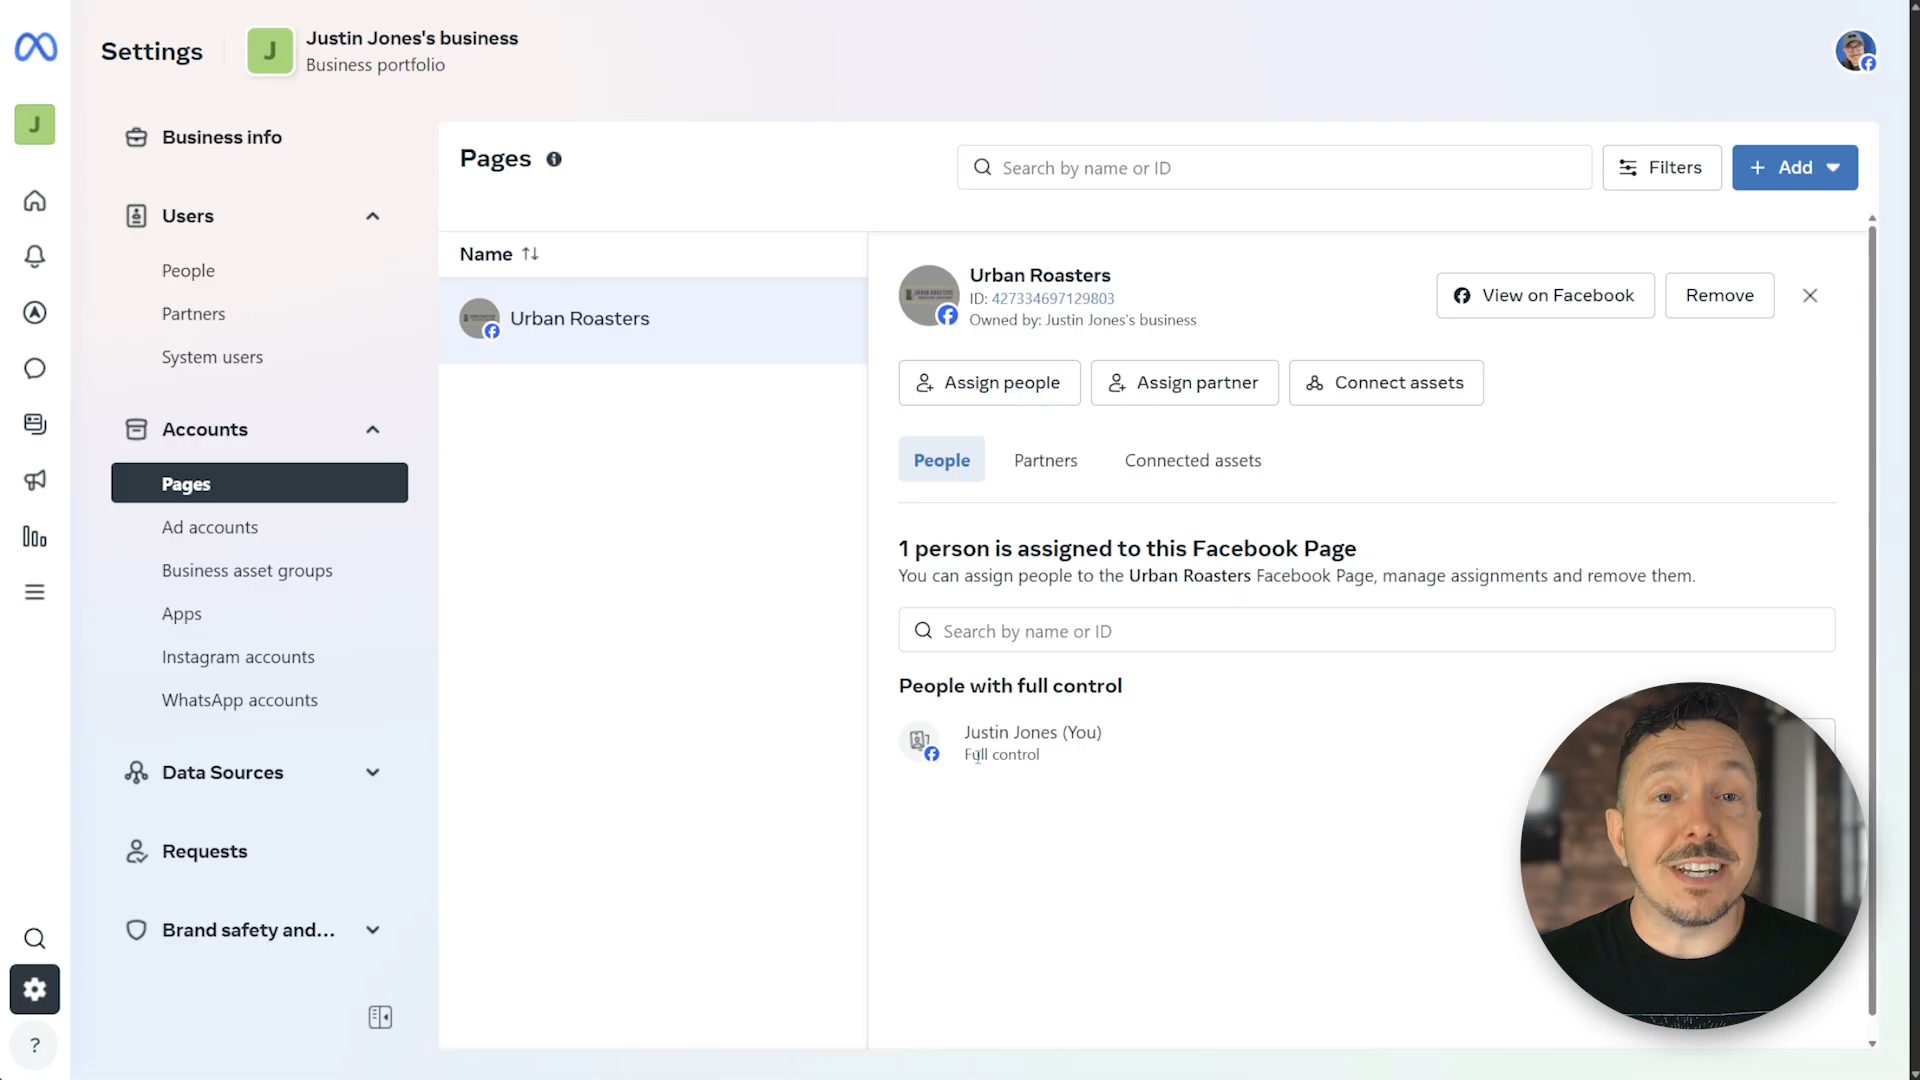 Settings
J
Justin Jones's business
Business portfolio
J
Business info
Users
People
Partners
System users
Accounts
Pages
Ad accounts
Business asset groups
Apps
Instagram accounts
WhatsApp accounts
Data Sources
Requests
Brand safety and...
?
Pages
Search by name or ID
Filters
+ Add
Name
Urban Roasters
Urban Roasters
ID: 427334697129803
Owned by: Justin Jones's business
View on Facebook
Remove
Assign people
Assign partner
Connect assets
People
Partners
Connected assets
1 person is assigned to this Facebook Page
You can assign people to the Urban Roasters Facebook Page, manage assignments and remove them.
Search by name or ID
People with full control
Justin Jones (You)
Full control